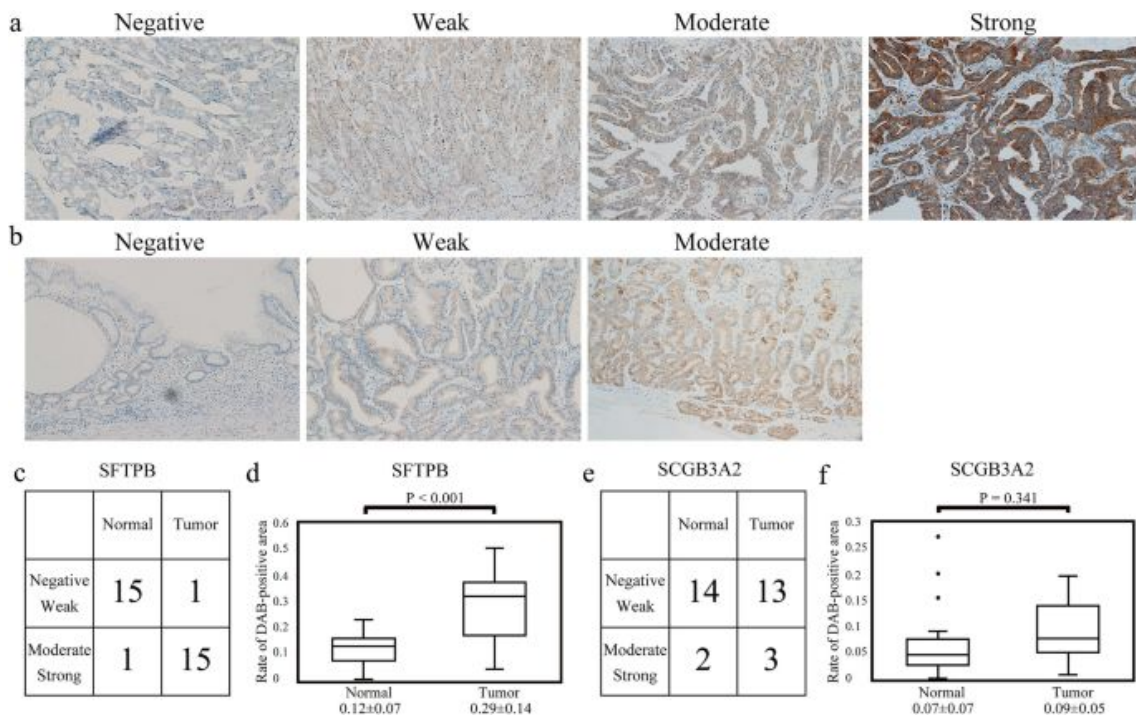 a
Negative
Weak
Moderate
Strong
b
Negative
Weak
Moderate
c
SFTPB
Normal
Tumor
Negative
Weak
15
1
Moderate
Strong
1
15
d
SFTPB
P < 0.001
Rate of DAB-positive area
0.6
0.5
0.4
0.3
0.2
0.1
0
Normal
0.12±0.07
Tumor
0.29±0.14
e
SCGB3A2
Normal
Tumor
Negative
Weak
14
13
Moderate
Strong
2
3
f
SCGB3A2
P = 0.341
Rate of DAB-positive area
0.3
0.25
0.2
0.15
0.1
0.05
0
Normal
0.07±0.07
Tumor
0.09±0.05